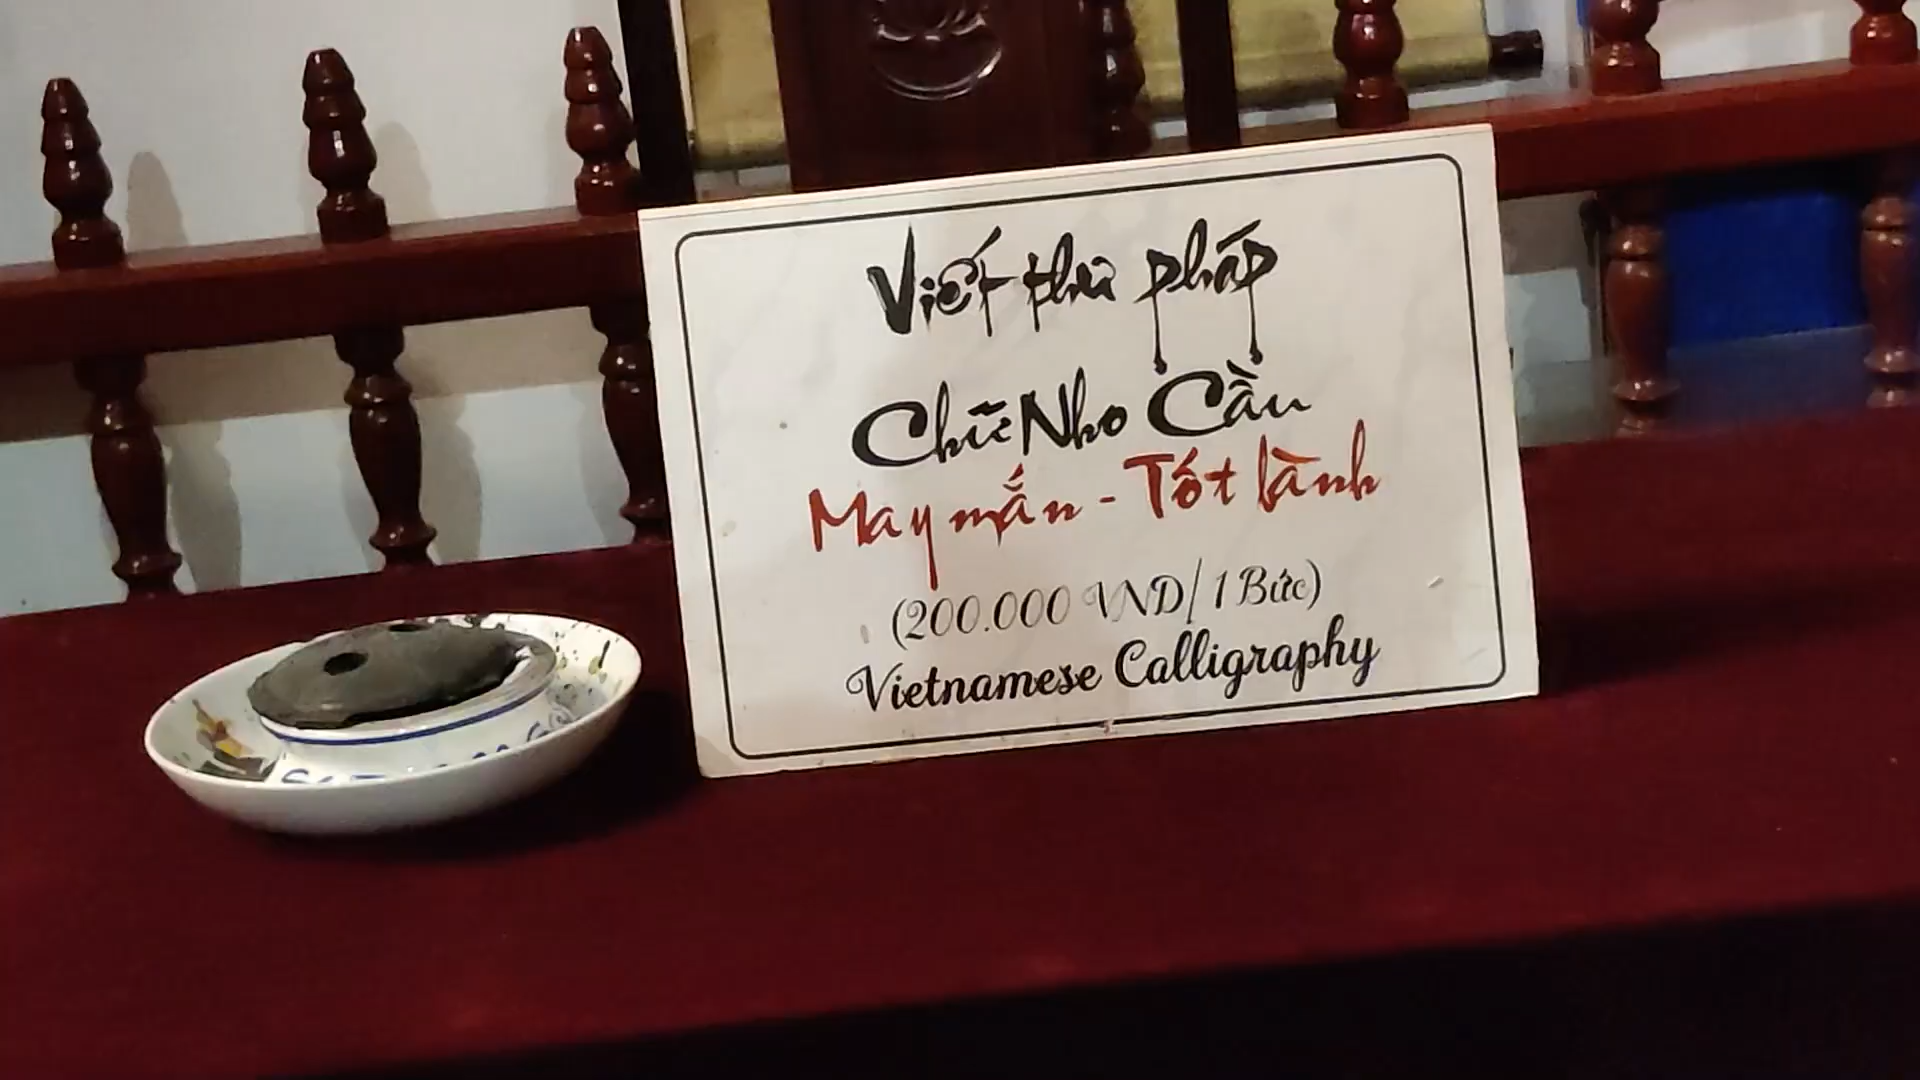 Viết thư pháp
Chữ Nho Cầu
May mắn - Tốt lành
(200.000 VND/ 1 Bức)
Vietnamese Calligraphy